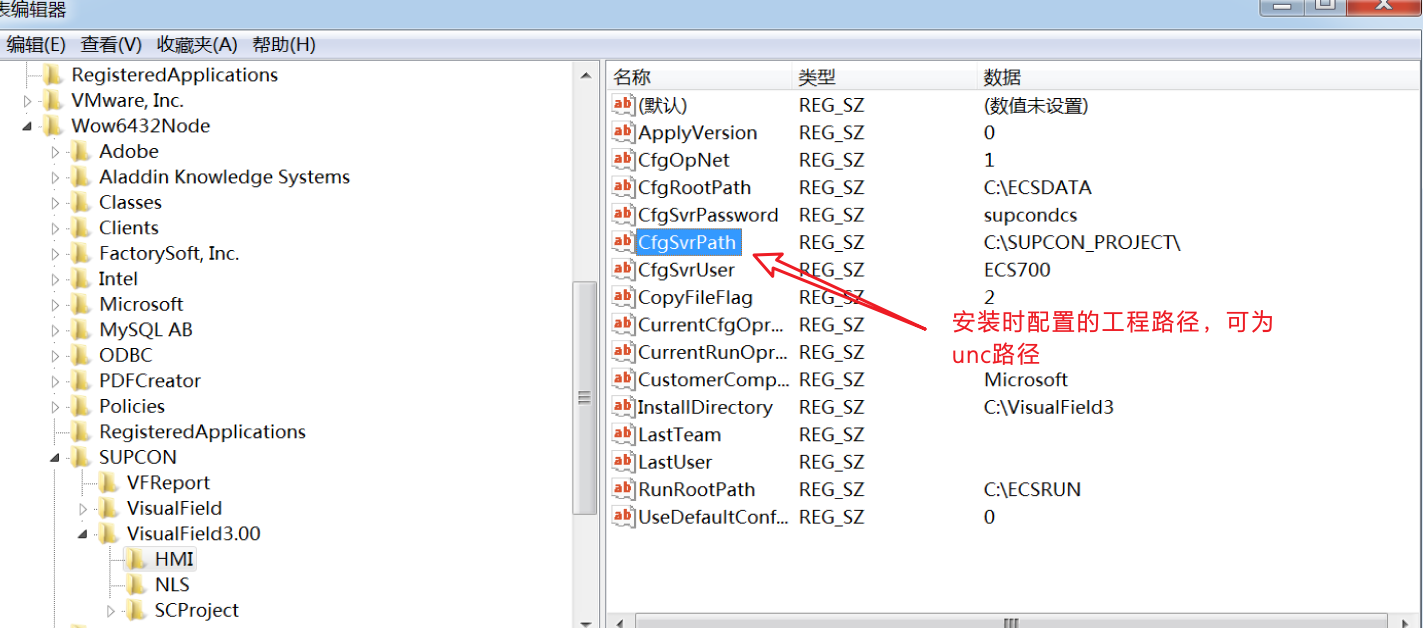 表编辑器
编辑(E) 查看(V) 收藏夹(A) 帮助(H)
RegisteredApplications
VMware, Inc.
Wow6432Node
Adobe
Aladdin Knowledge Systems
Classes
Clients
FactorySoft, Inc.
Intel
Microsoft
MySQL AB
ODBC
PDFCreator
Policies
RegisteredApplications
SUPCON
VFReport
VisualField
VisualField3.00
HMI
NLS
SCProject
名称 类型 数据
(默认) REG_SZ (数值未设置)
ApplyVersion REG_SZ 0
CfgOpNet REG_SZ 1
CfgRootPath REG_SZ C:\ECSDATA
CfgSvrPassword REG_SZ supcondcs
CfgSvrPath REG_SZ C:\SUPCON_PROJECT\
CfgSvrUser REG_SZ ECS700
CopyFileFlag REG_SZ 2
CurrentCfgOpr... REG_SZ
CurrentRunOpr... REG_SZ
CustomerComp... REG_SZ Microsoft
InstallDirectory REG_SZ C:\VisualField3
LastTeam REG_SZ
LastUser REG_SZ
RunRootPath REG_SZ C:\ECSRUN
UseDefaultConf... REG_SZ 0
安装时配置的工程路径，可为
unc路径